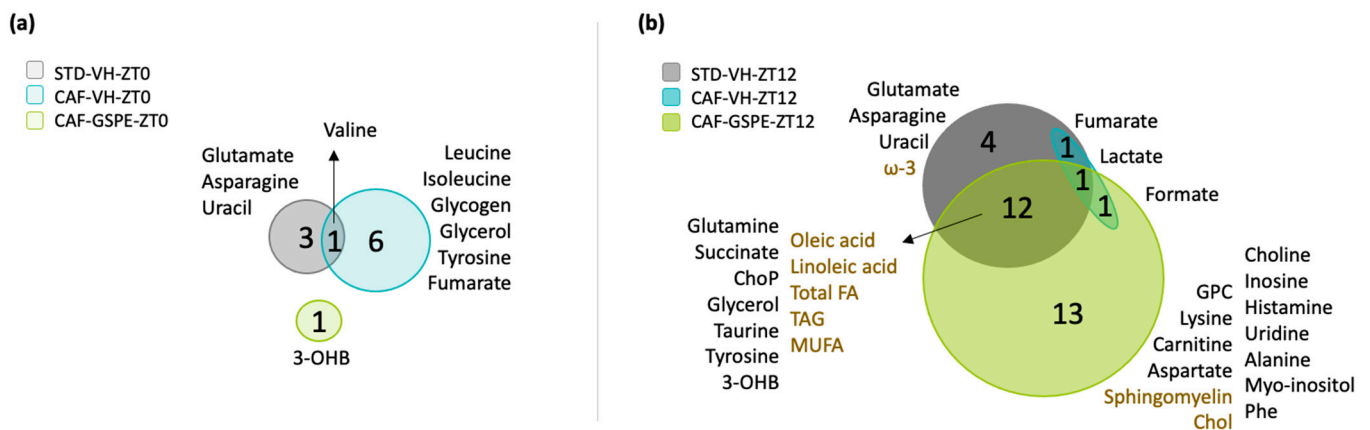 (a)
STD-VH-ZT0
CAF-VH-ZT0
CAF-GSPE-ZT0
Valine
Glutamate
Asparagine
Uracil
3
1
6
Leucine
Isoleucine
Glycogen
Glycerol
Tyrosine
Fumarate
1
3-OHB
(b)
STD-VH-ZT12
CAF-VH-ZT12
CAF-GSPE-ZT12
Glutamate
Asparagine
Uracil
ω-3
4
1
1
1
Fumarate
Lactate
Formate
12
Glutamine
Succinate
ChoP
Glycerol
Taurine
Tyrosine
3-OHB
Oleic acid
Linoleic acid
Total FA
TAG
MUFA
13
GPC
Lysine
Carnitine
Aspartate
Sphingomyelin
Chol
Choline
Inosine
Histamine
Uridine
Alanine
Myo-inositol
Phe